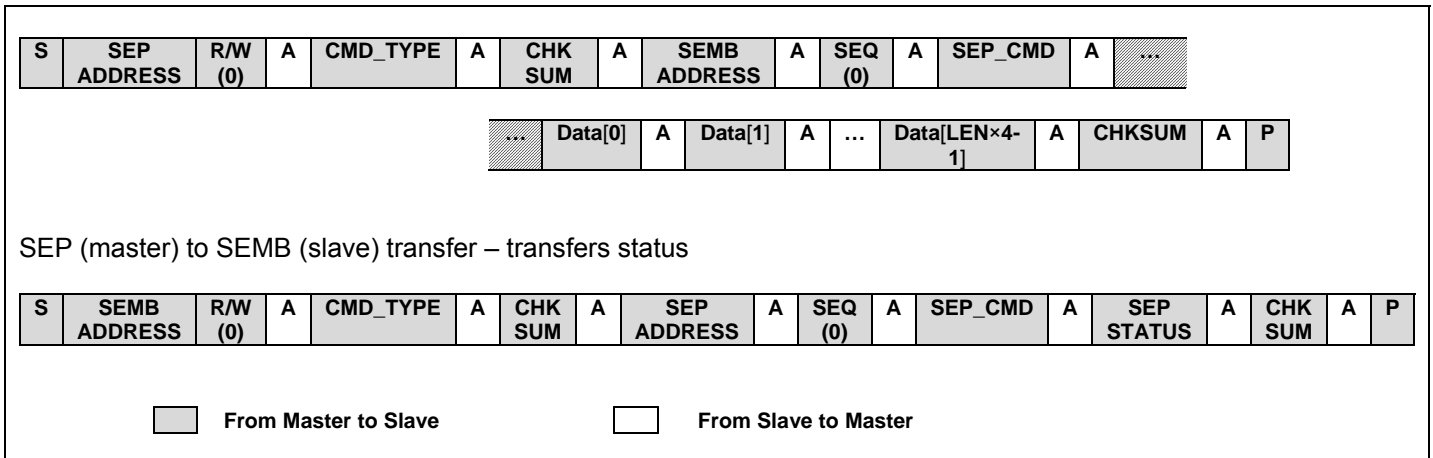 S SEP ADDRESS R/W (0) A CMD_TYPE A CHK SUM A SEMB ADDRESS A SEQ (0) A SEP_CMD A …
… Data[0] A Data[1] A … Data[LEN×4-1] A CHKSUM A P
SEP (master) to SEMB (slave) transfer – transfers status
S SEMB ADDRESS R/W (0) A CMD_TYPE A CHK SUM A SEP ADDRESS A SEQ (0) A SEP_CMD A SEP STATUS A CHK SUM A P
From Master to Slave From Slave to Master